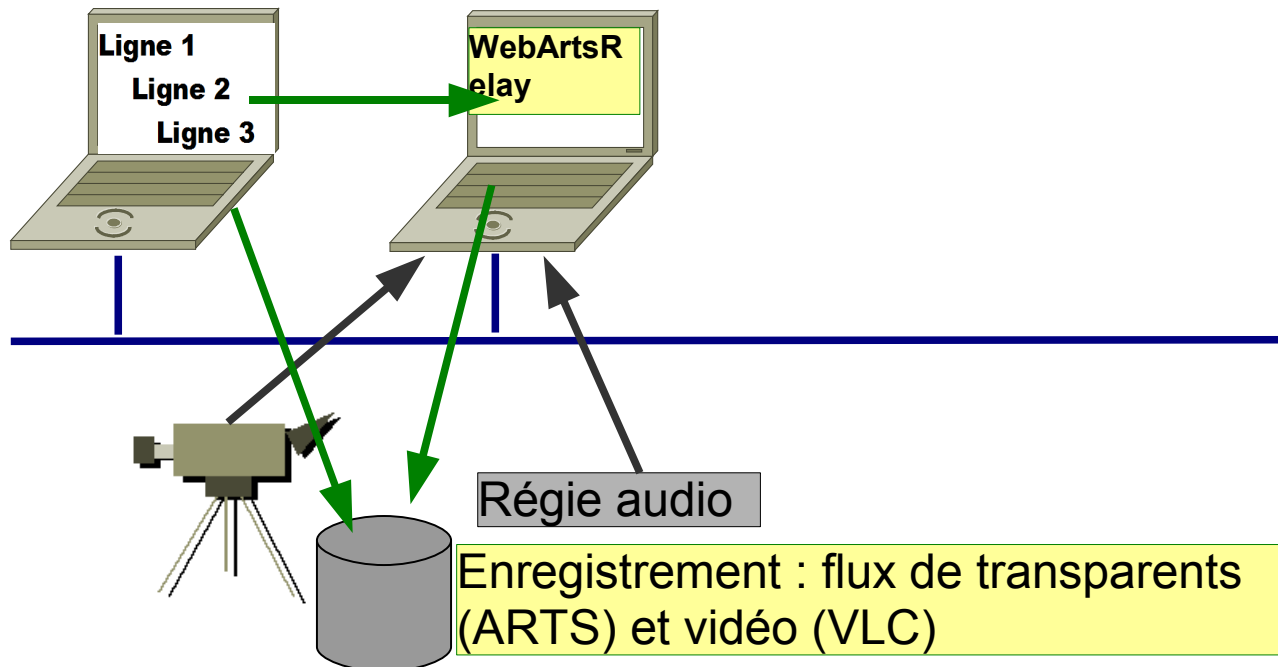 Ligne 1
Ligne 2
Ligne 3
WebArtsR
elay
Régie audio
Enregistrement : flux de transparents
(ARTS) et vidéo (VLC)